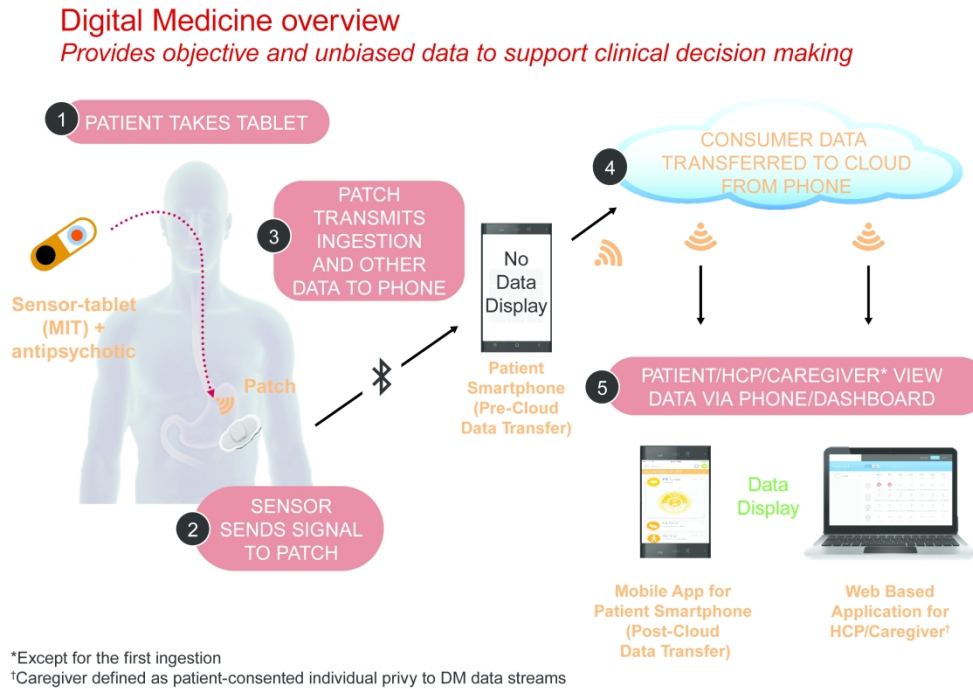 Digital Medicine overview
Provides objective and unbiased data to support clinical decision making
1
PATIENT TAKES TABLET
Sensor-tablet
(MIT) +
antipsychotic
Patch
2
SENSOR
SENDS SIGNAL
TO PATCH
3
PATCH
TRANSMITS
INGESTION
AND OTHER
DATA TO PHONE
No
Data
Display
Patient
Smartphone
(Pre-Cloud
Data Transfer)
4
CONSUMER DATA
TRANSFERRED TO CLOUD
FROM PHONE
5
PATIENT/HCP/CAREGIVER* VIEW
DATA VIA PHONE/DASHBOARD
Data
Display
Mobile App for
Patient Smartphone
(Post-Cloud
Data Transfer)
Web Based
Application for
HCP/Caregiver†
*Except for the first ingestion
†Caregiver defined as patient-consented individual privy to DM data streams